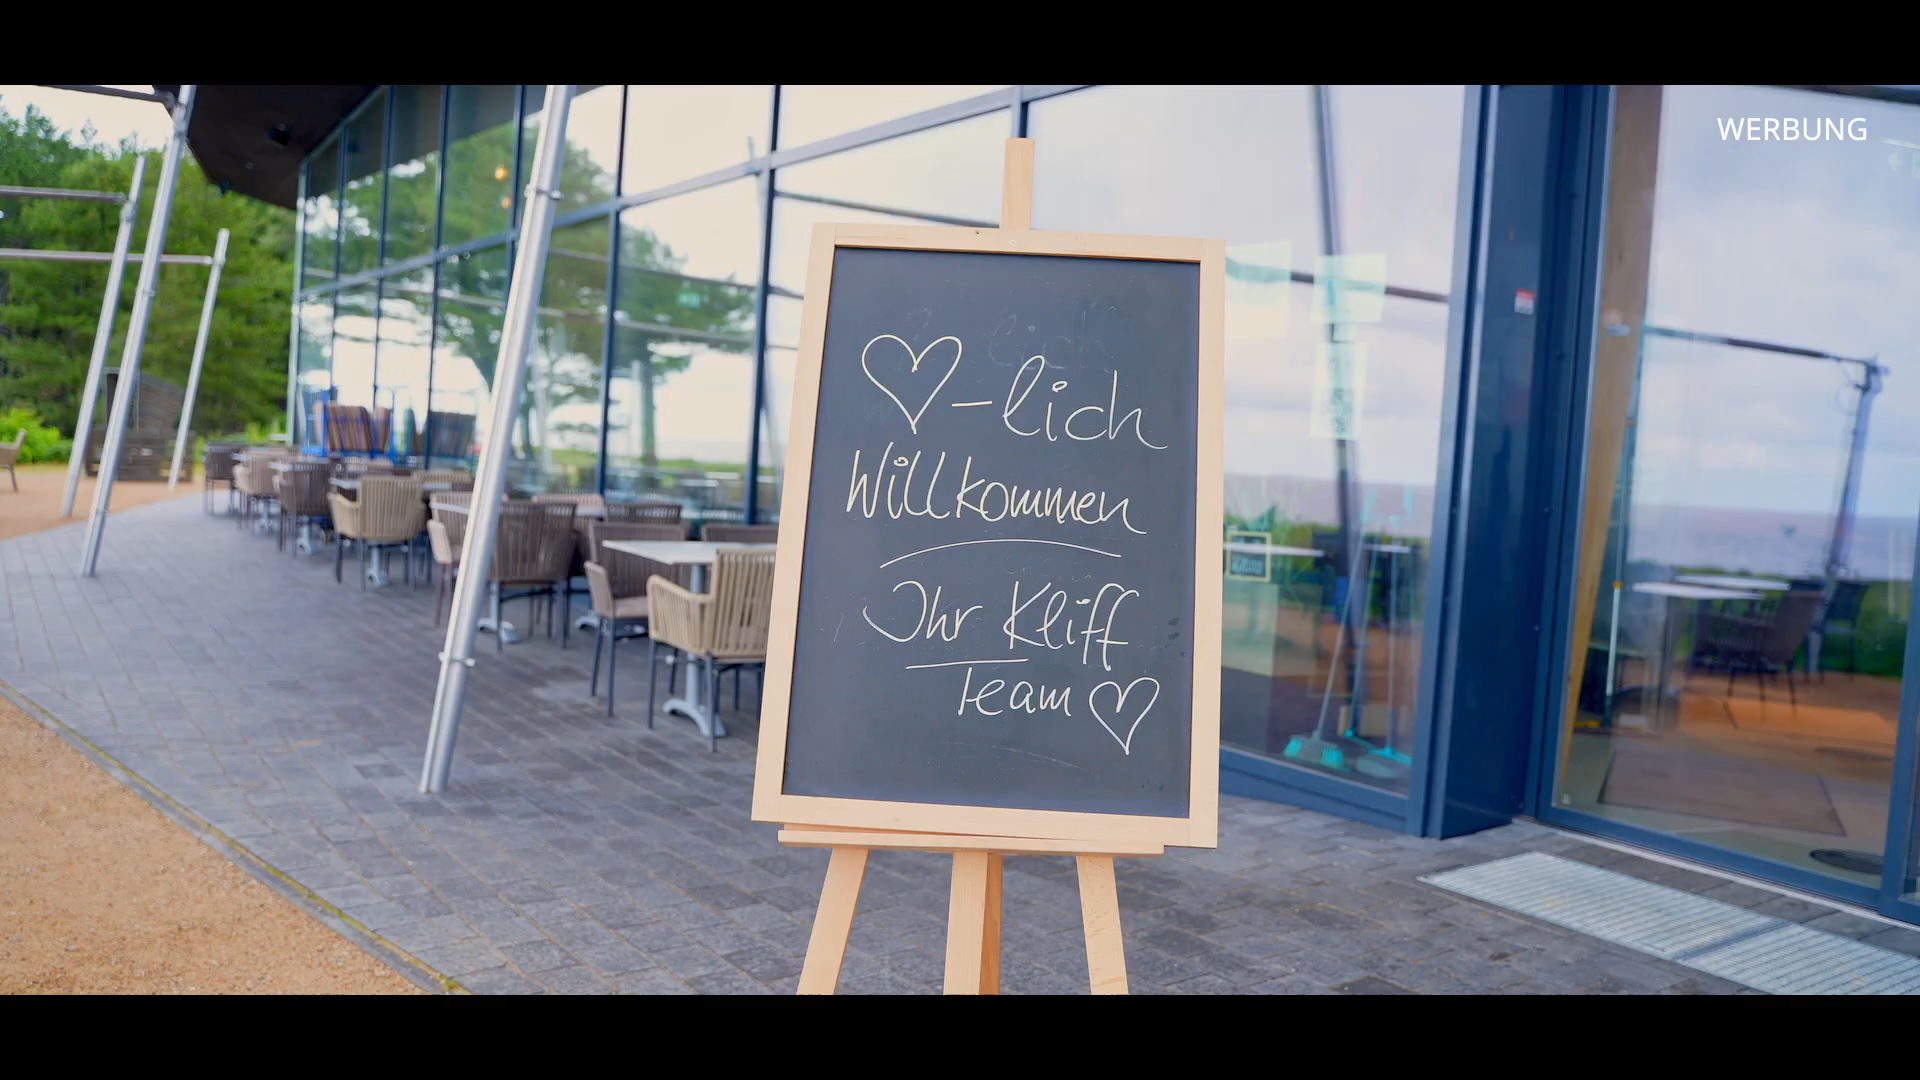 WERBUNG
♡-lich
Willkommen
Ihr Kliff
Team ♡